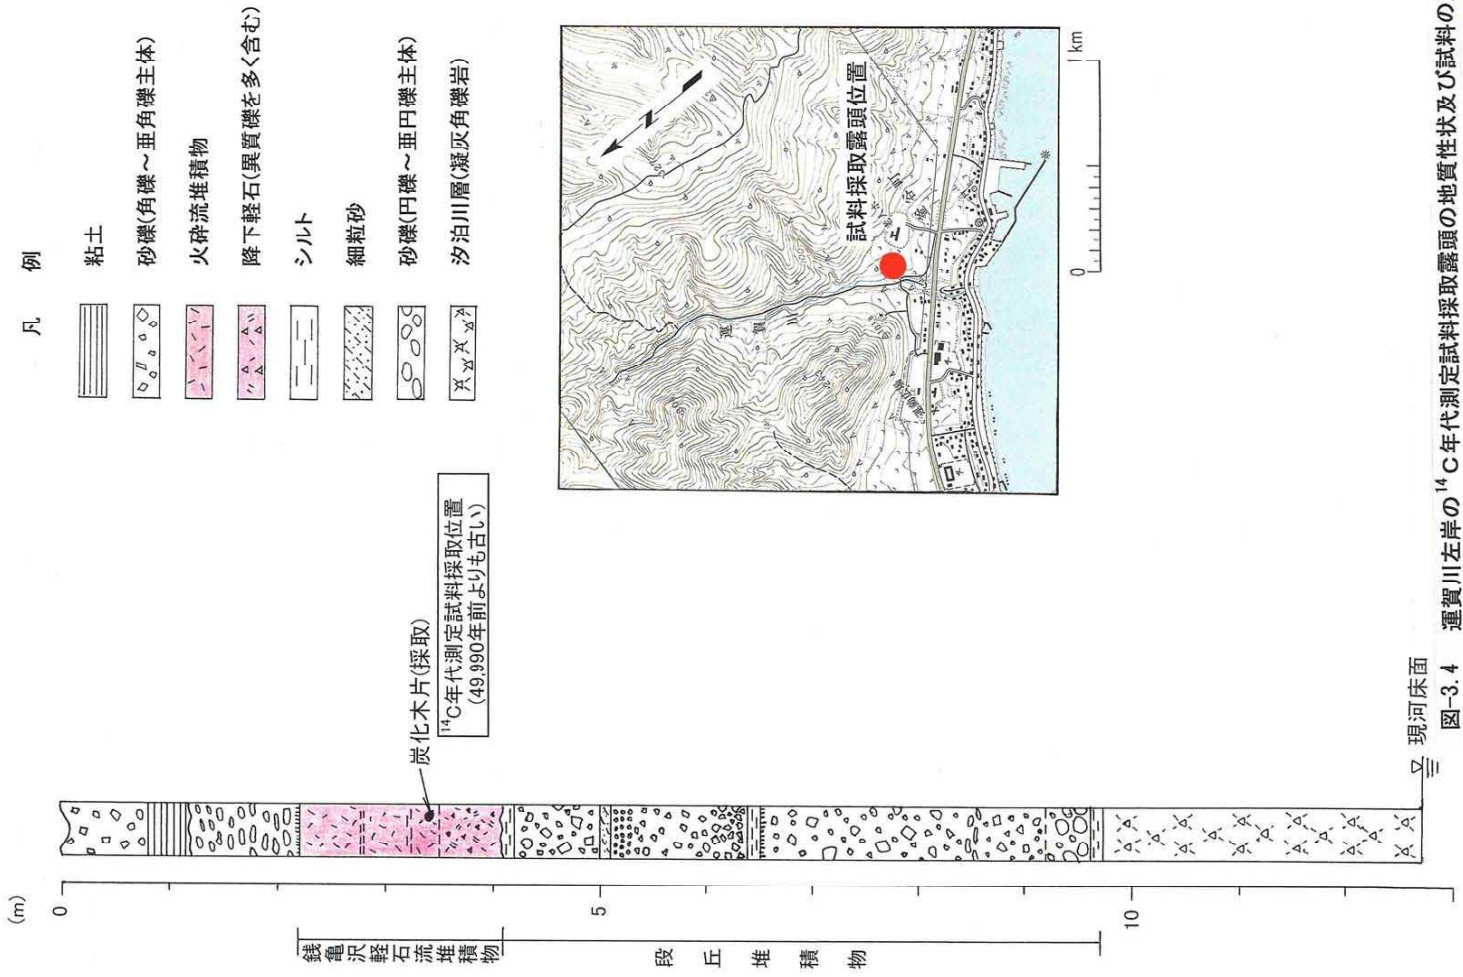 凡　例
粘土
砂礫(角礫～亜角礫主体)
火砕流堆積物
降下軽石(異質礫を多く含む)
シルト
細粒砂
砂礫(円礫～亜円礫主体)
汐泊川層(凝灰角礫岩)
(m)
0
5
10
銭亀沢軽石流堆積物
段丘堆積物
炭化木片(採取)
¹⁴C年代測定試料採取位置
(49,990年前よりも古い)
現河床面
試料採取露頭位置
運賀川
0
1km
図-3.4　運賀川左岸の¹⁴C年代測定試料採取露頭の地質性状及び試料の